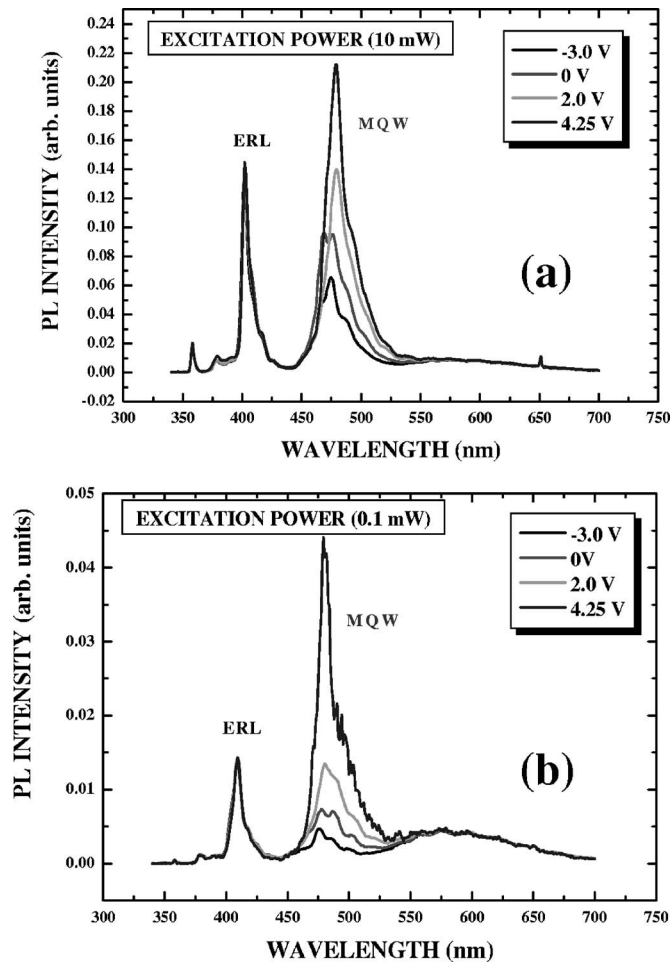 EXCITATION POWER (10 mW)
-3.0 V
0 V
2.0 V
4.25 V
ERL
MQW
(a)
PL INTENSITY (arb. units)
0.24
0.22
0.20
0.18
0.16
0.14
0.12
0.10
0.08
0.06
0.04
0.02
0.00
-0.02
300 350 400 450 500 550 600 650 700 750
WAVELENGTH (nm)
EXCITATION POWER (0.1 mW)
-3.0 V
0V
2.0 V
4.25 V
MQW
ERL
(b)
PL INTENSITY (arb. units)
0.05
0.04
0.03
0.02
0.01
0.00
300 350 400 450 500 550 600 650 700 750
WAVELENGTH (nm)